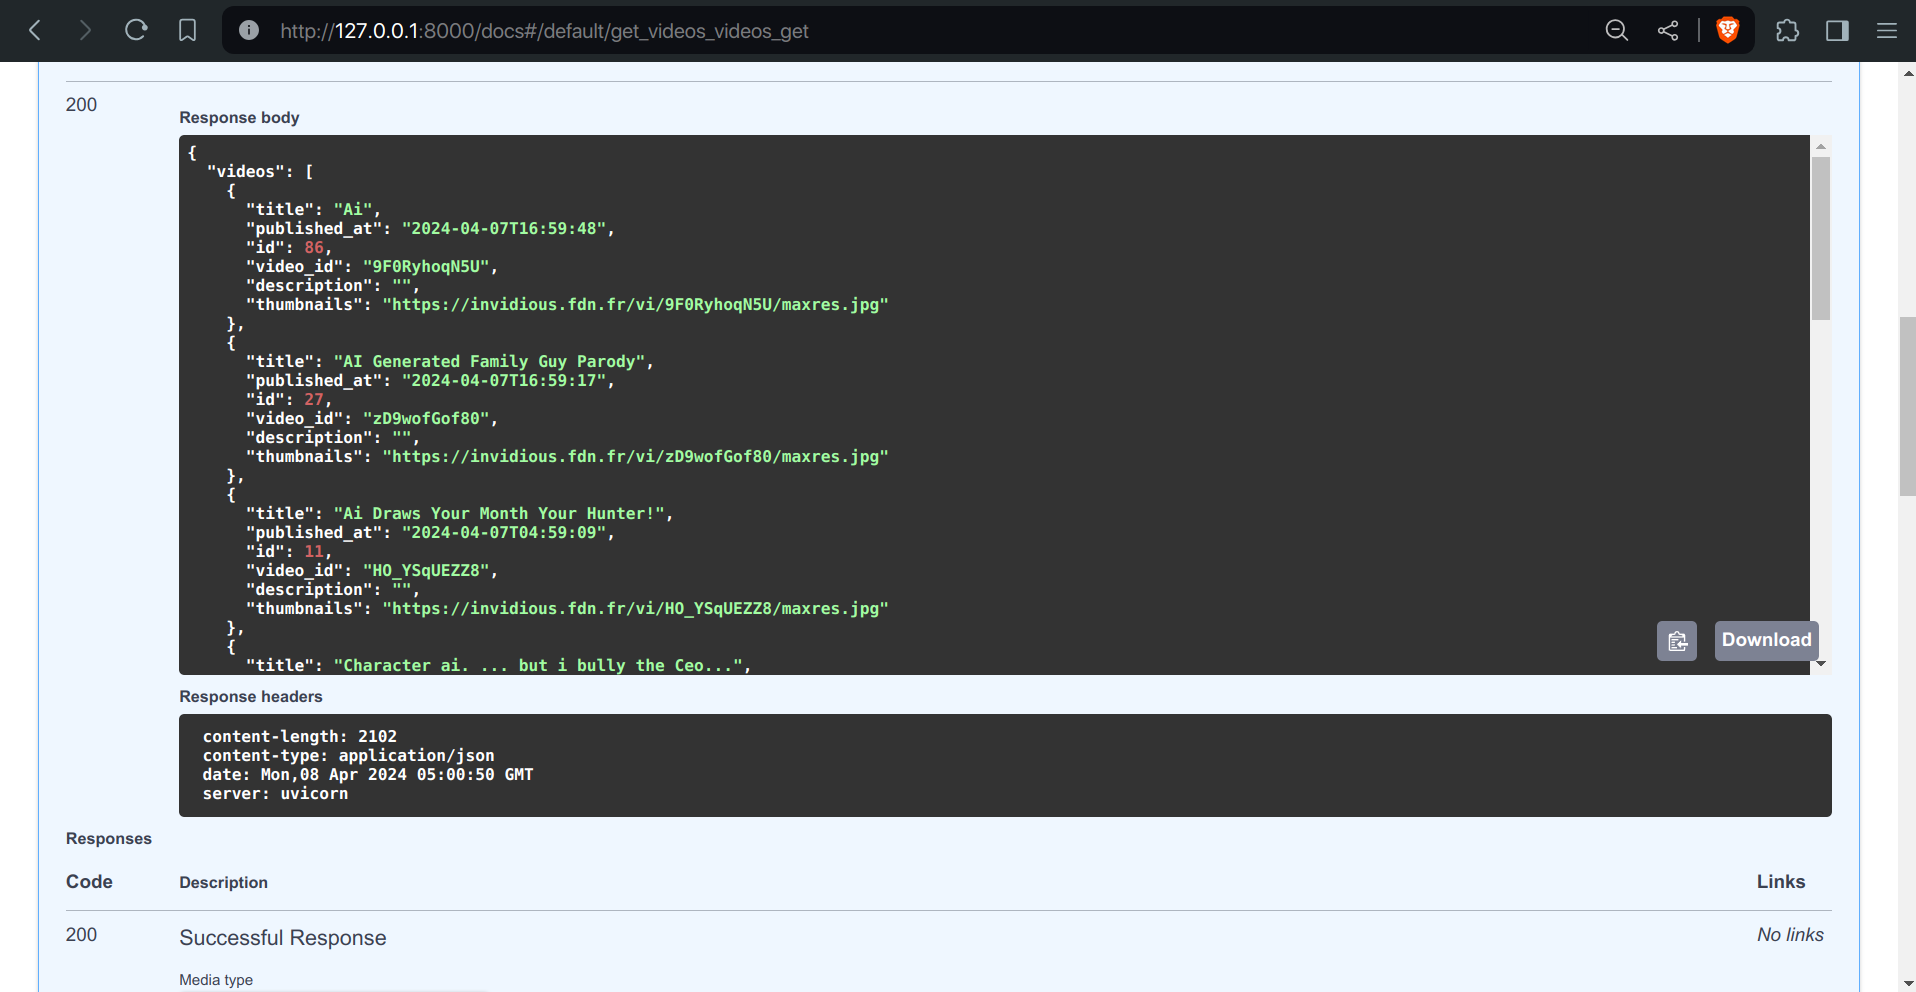 http://127.0.0.1:8000/docs#/default/get_videos_videos_get
200
Response body
{
"videos": [
{
"title": "Ai",
"published_at": "2024-04-07T16:59:48",
"id": 86,
"video_id": "9F0RyhoqN5U",
"description": "",
"thumbnails": "https://invidious.fdn.fr/vi/9F0RyhoqN5U/maxres.jpg"
},
{
"title": "AI Generated Family Guy Parody",
"published_at": "2024-04-07T16:59:17",
"id": 27,
"video_id": "zD9wofGof80",
"description": "",
"thumbnails": "https://invidious.fdn.fr/vi/zD9wofGof80/maxres.jpg"
},
{
"title": "Ai Draws Your Month Your Hunter!",
"published_at": "2024-04-07T04:59:09",
"id": 11,
"video_id": "HO_YSqUEZZ8",
"description": "",
"thumbnails": "https://invidious.fdn.fr/vi/HO_YSqUEZZ8/maxres.jpg"
},
{
"title": "Character ai. ... but i bully the Ceo...",
Download
Response headers
content-length: 2102
content-type: application/json
date: Mon,08 Apr 2024 05:00:50 GMT
server: uvicorn
Responses
Code Description Links
200 Successful Response No links
Media type